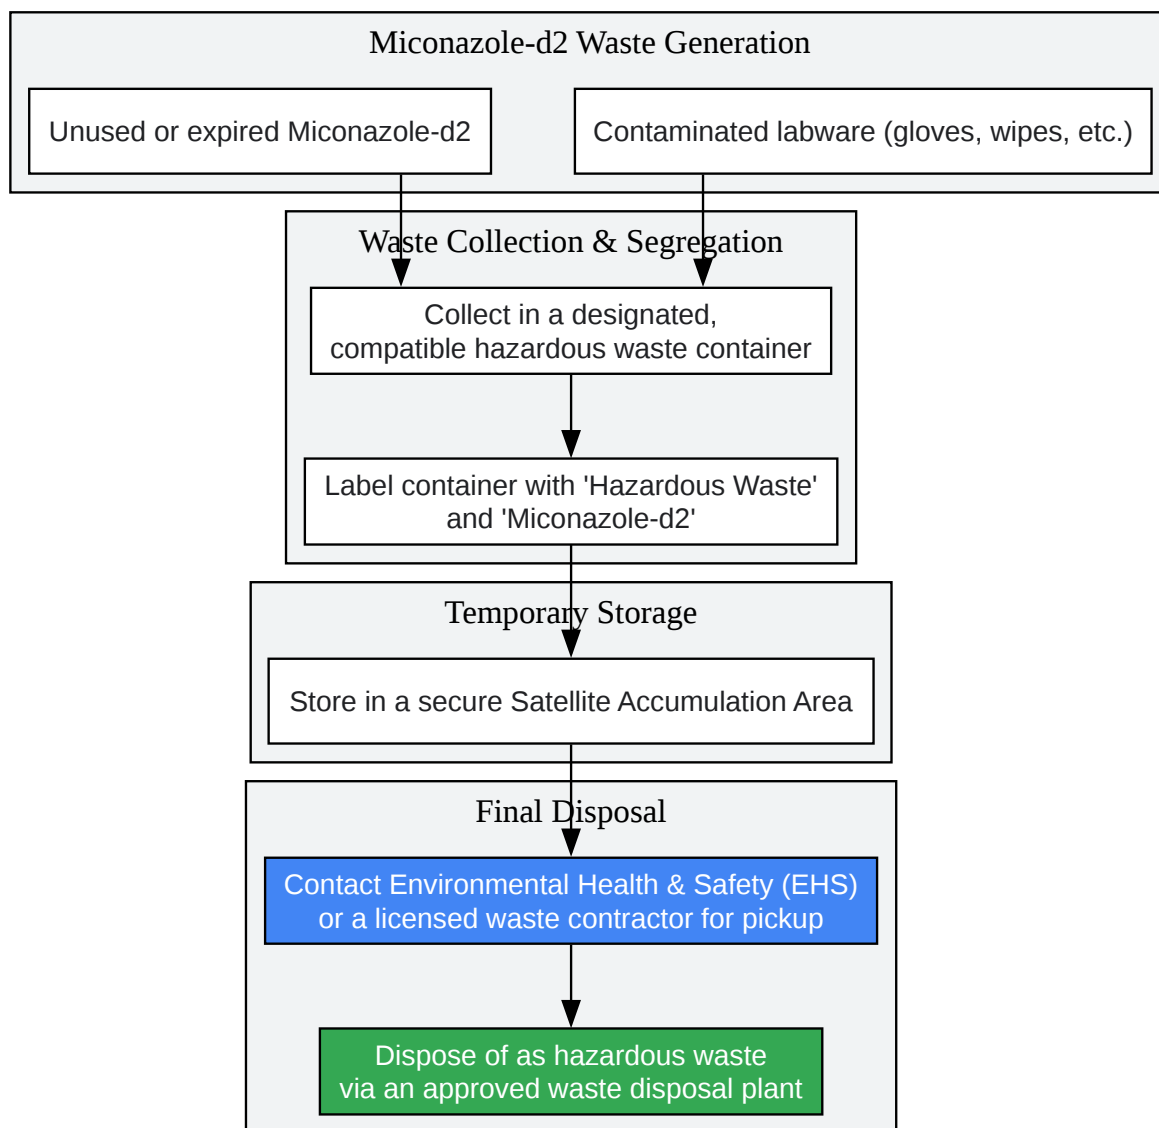 Miconazole-d2 Waste Generation
Unused or expired Miconazole-d2
Contaminated labware (gloves, wipes, etc.)
Waste Collection & Segregation
Collect in a designated,
compatible hazardous waste container
Label container with 'Hazardous Waste'
and 'Miconazole-d2'
Temporary Storage
Store in a secure Satellite Accumulation Area
Final Disposal
Contact Environmental Health & Safety (EHS)
or a licensed waste contractor for pickup
Dispose of as hazardous waste
via an approved waste disposal plant